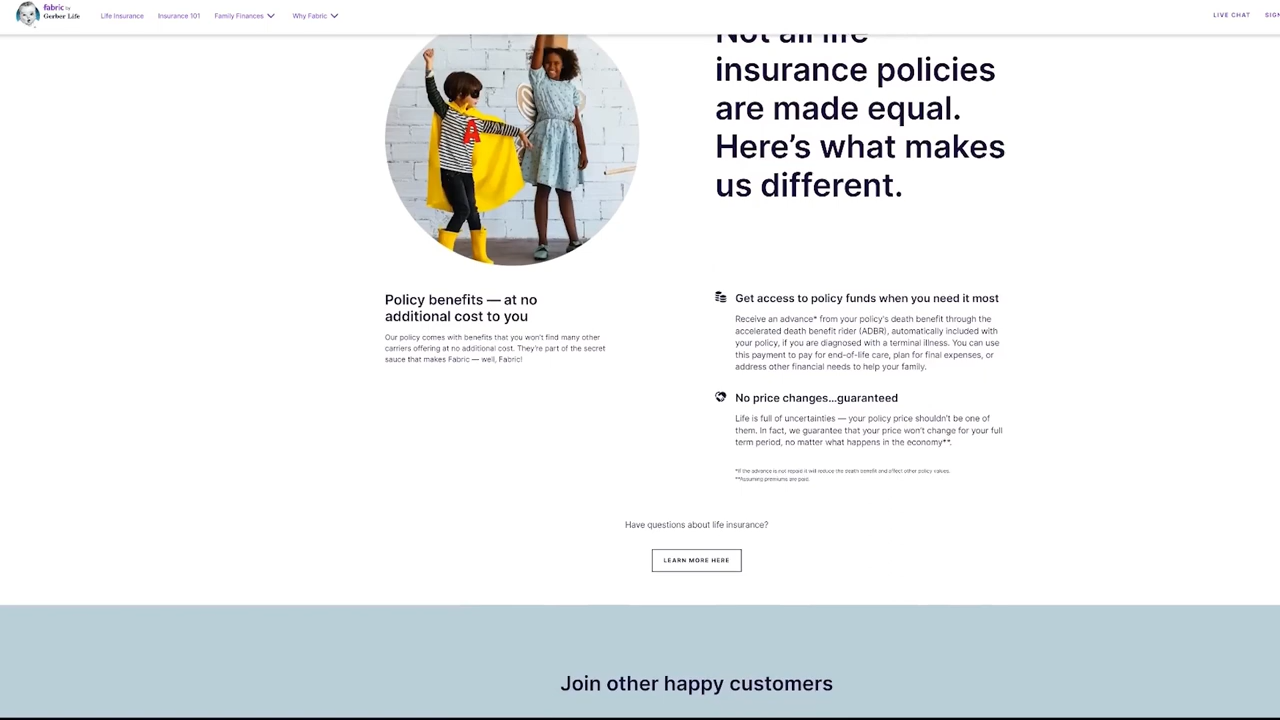 fabric by
Gerber Life
Life Insurance
Insurance 101
Family Finances
Why Fabric
LIVE CHAT
SIGN
Not all life
insurance policies
are made equal.
Here's what makes
us different.
A
Policy benefits — at no
additional cost to you
Our policy comes with benefits that you won't find many other
carriers offering at no additional cost. They're part of the secret
sauce that makes Fabric — well, Fabric!
Get access to policy funds when you need it most
Receive an advance* from your policy's death benefit through the
accelerated death benefit rider (ADBR), automatically included with
your policy, if you are diagnosed with a terminal illness. You can use
this payment to pay for end-of-life care, plan for final expenses, or
address other financial needs to help your family.
No price changes...guaranteed
Life is full of uncertainties — your policy price shouldn't be one of
them. In fact, we guarantee that your price won't change for your full
term period, no matter what happens in the economy**.
*If the advance is not repaid it will reduce the death benefit and affect other policy values.
**Assuming premiums are paid.
Have questions about life insurance?
LEARN MORE HERE
Join other happy customers